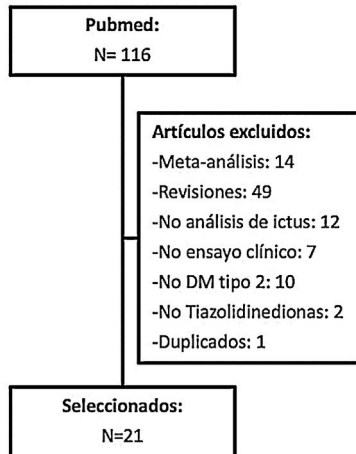 Pubmed:
N= 116
Artículos excluidos:
-Meta-análisis: 14
-Revisiones: 49
-No análisis de ictus: 12
-No ensayo clínico: 7
-No DM tipo 2: 10
-No Tiazolidinedionas: 2
-Duplicados: 1
Seleccionados:
N=21